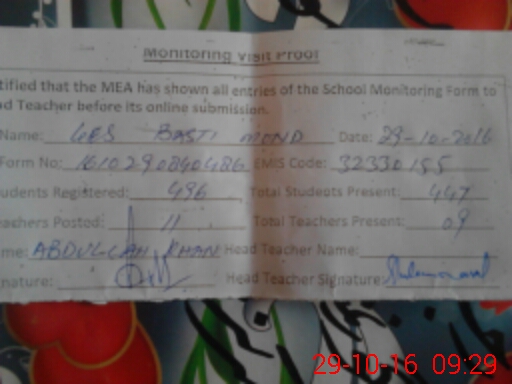 Monitoring Visit Proof
tified that the MEA has shown all entries of the School Monitoring Form to
ad Teacher before its online submission.
Name: GES BASTI MOND Date: 29-10-2016
Form No: 1610290840486 EMIS Code: 32330155
udents Registered: 496 Total Students Present: 447
eachers Posted: 11 Total Teachers Present: 09
me: ABDULLAH KHAN Head Teacher Name:
nature: Head Teacher Signature:
29-10-16 09:29